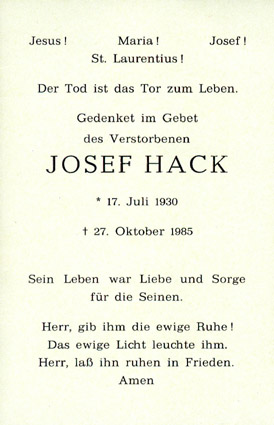 Jesus! Maria! Josef!
St. Laurentius!
Der Tod ist das Tor zum Leben.
Gedenket im Gebet
des Verstorbenen
JOSEF HACK
* 17. Juli 1930
† 27. Oktober 1985
Sein Leben war Liebe und Sorge
für die Seinen.
Herr, gib ihm die ewige Ruhe!
Das ewige Licht leuchte ihm.
Herr, laß ihn ruhen in Frieden.
Amen